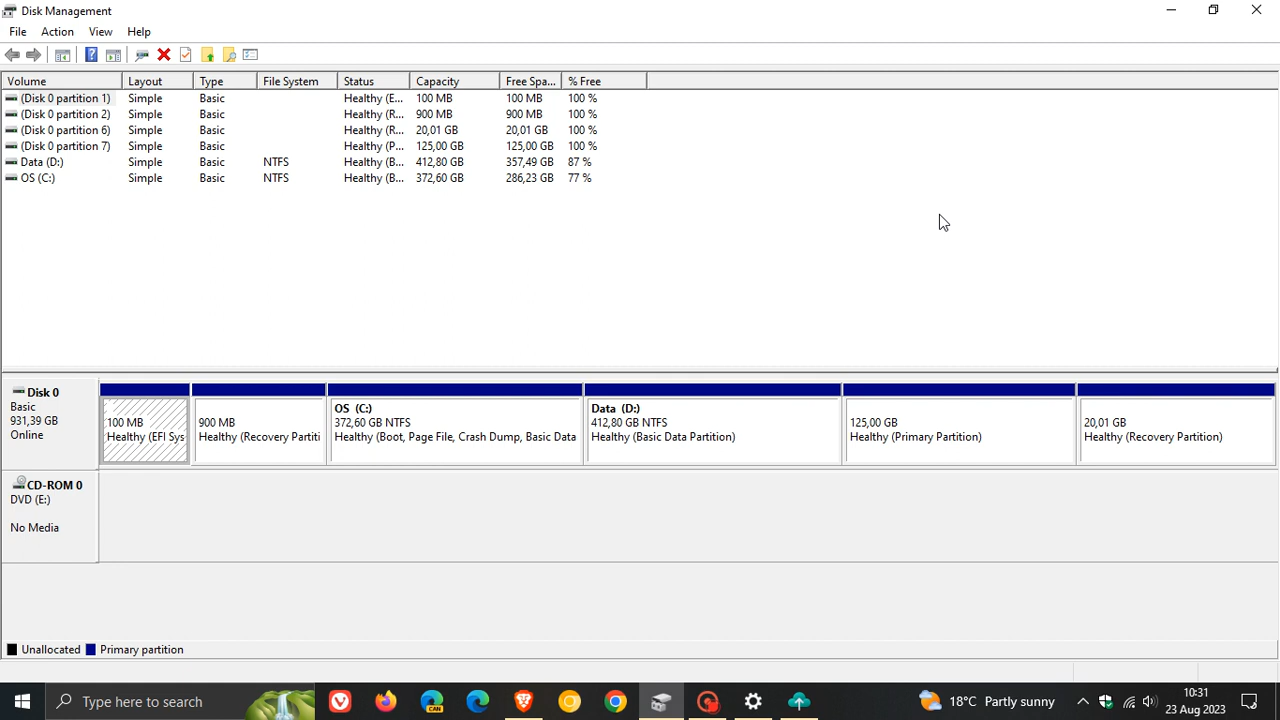 Disk Management
File Action View Help
Volume Layout Type File System Status Capacity Free Spa... % Free
(Disk 0 partition 1) Simple Basic Healthy (E... 100 MB 100 MB 100 %
(Disk 0 partition 2) Simple Basic Healthy (R... 900 MB 900 MB 100 %
(Disk 0 partition 6) Simple Basic Healthy (R... 20,01 GB 20,01 GB 100 %
(Disk 0 partition 7) Simple Basic Healthy (P... 125,00 GB 125,00 GB 100 %
Data (D:) Simple Basic NTFS Healthy (B... 412,80 GB 357,49 GB 87 %
OS (C:) Simple Basic NTFS Healthy (B... 372,60 GB 286,23 GB 77 %
Disk 0
Basic
931,39 GB
Online
100 MB
Healthy (EFI Sys
900 MB
Healthy (Recovery Partiti
OS (C:)
372,60 GB NTFS
Healthy (Boot, Page File, Crash Dump, Basic Data
Data (D:)
412,80 GB NTFS
Healthy (Basic Data Partition)
125,00 GB
Healthy (Primary Partition)
20,01 GB
Healthy (Recovery Partition)
CD-ROM 0
DVD (E:)
No Media
Unallocated Primary partition
Type here to search
CAN
18°C Partly sunny
10:31
23 Aug 2023